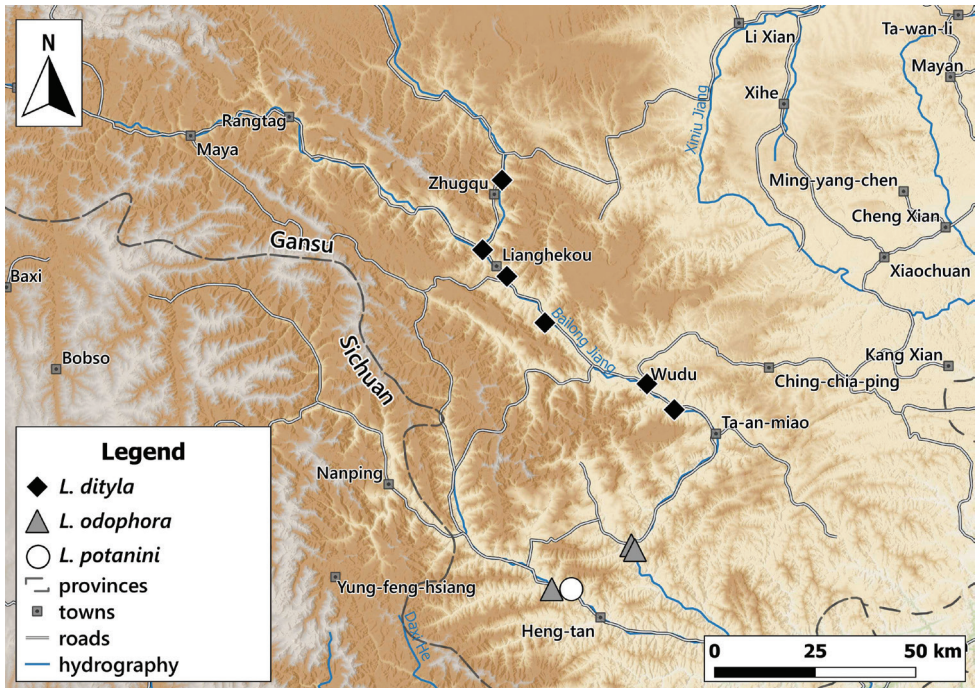 N
Li Xian
Ta-wan-li
Mayan
Xihe
Xiniu Jiang
Rangtag
Maya
Zhugqu
Ming-yang-chen
Cheng Xian
Gansu
Lianghekou
Xiaochuan
Baxi
Bailong Jiang
Sichuan
Bobso
Kang Xian
Wudu
Ching-chia-ping
Ta-an-miao
Nanping
Yung-feng-hsiang
Heng-tan
Dax He
Legend
L. dityla
L. odophora
L. potanini
provinces
towns
roads
hydrography
0 25 50 km